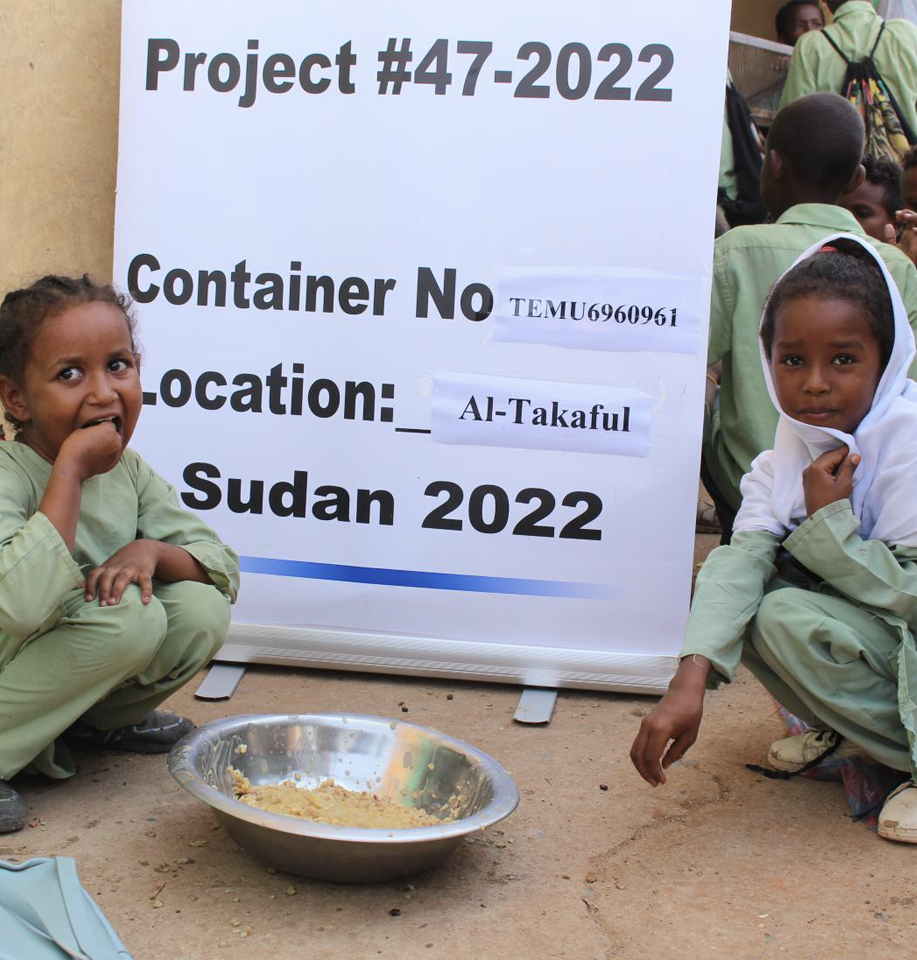 Project #47-2022
Container No TEMU6960961
Location:_ Al-Takaful
Sudan 2022